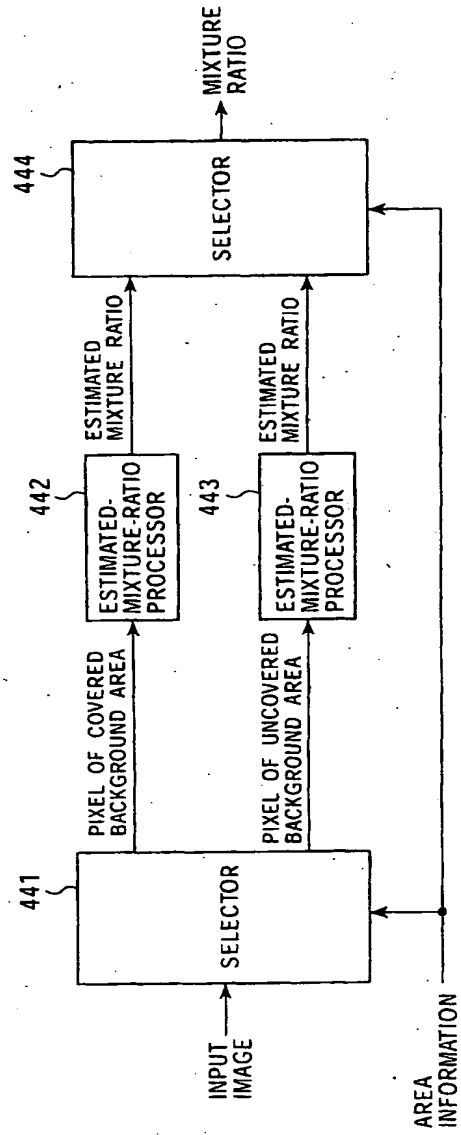 INPUT
IMAGE
AREA
INFORMATION
441
SELECTOR
PIXEL OF COVERED
BACKGROUND AREA
PIXEL OF UNCOVERED
BACKGROUND AREA
442
ESTIMATED-
MIXTURE-RATIO
PROCESSOR
443
ESTIMATED-
MIXTURE-RATIO
PROCESSOR
ESTIMATED
MIXTURE RATIO
ESTIMATED
MIXTURE RATIO
444
SELECTOR
MIXTURE
RATIO